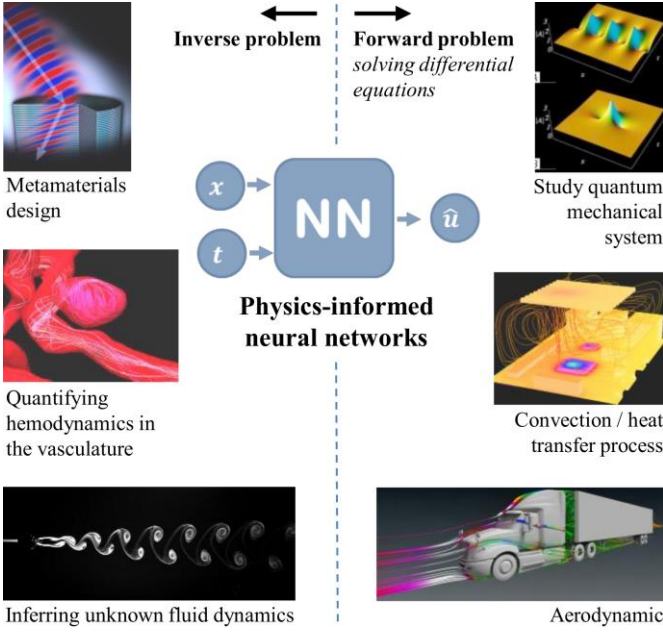 Inverse problem
Forward problem
solving differential
equations
Metamaterials
design
x
t
NN
û
Study quantum
mechanical
system
Physics-informed
neural networks
Quantifying
hemodynamics in
the vasculature
Convection / heat
transfer process
Inferring unknown fluid dynamics
Aerodynamic